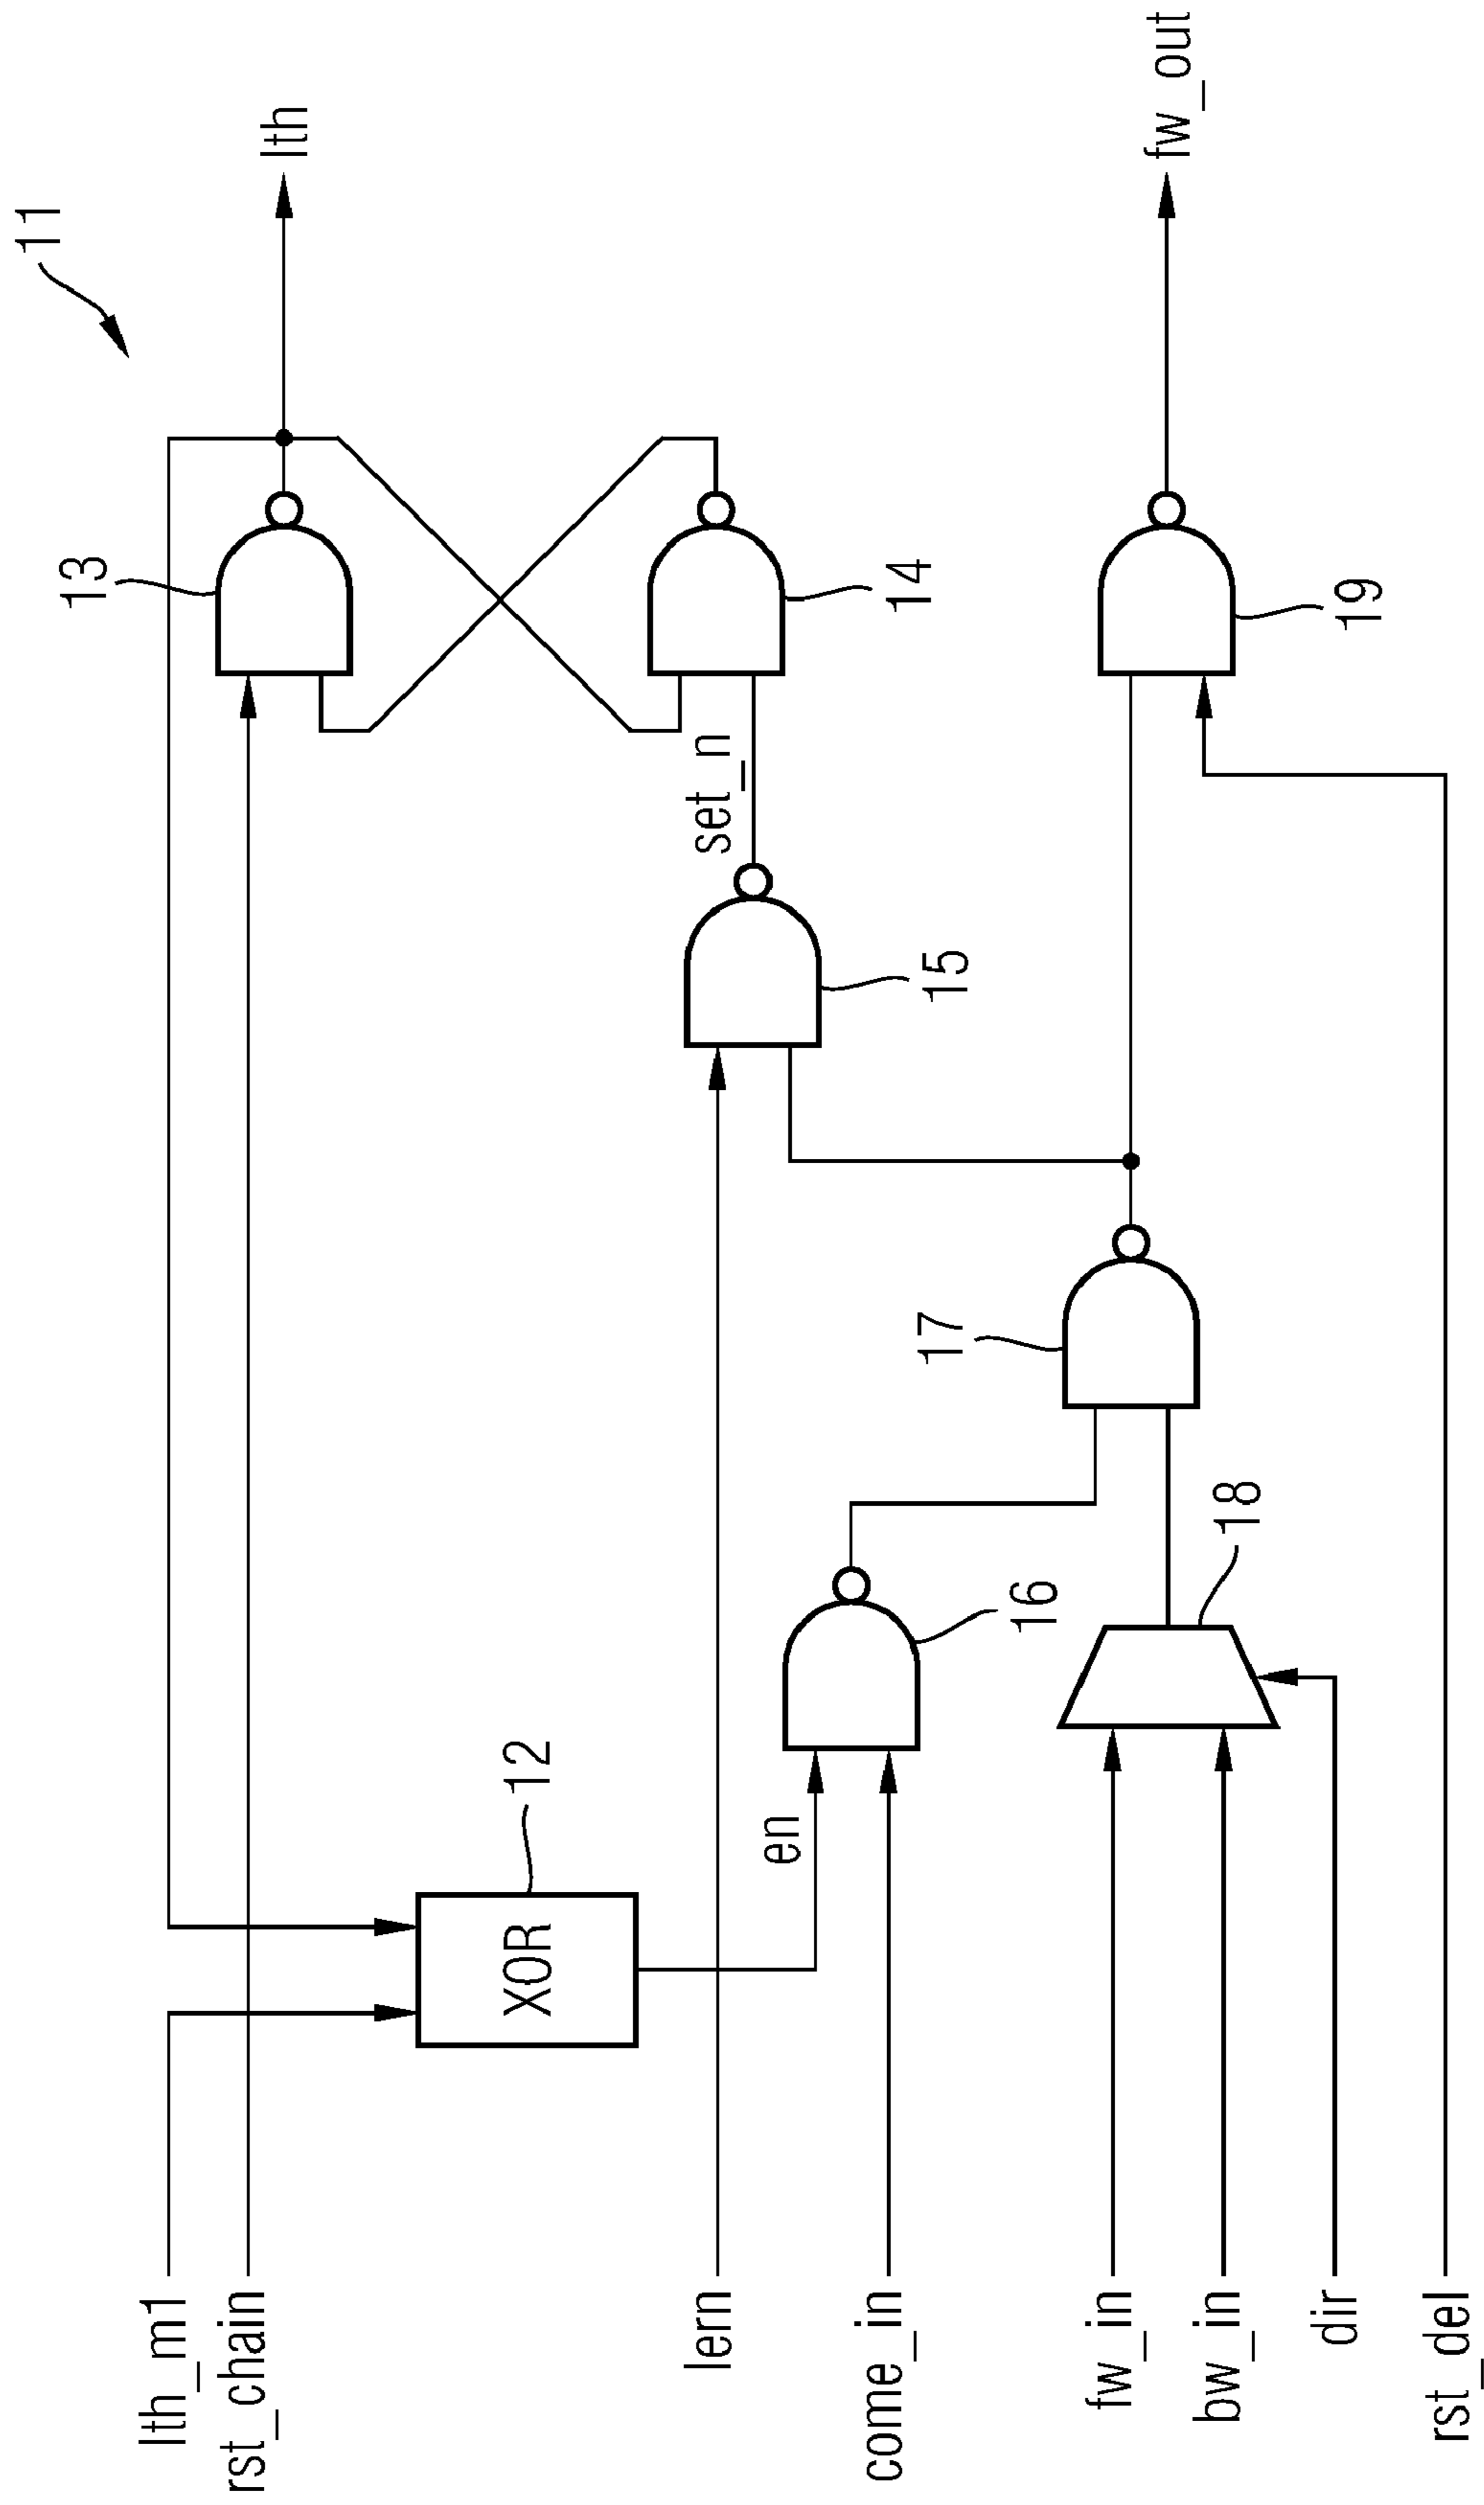 11
lth_m1
rst_chain
13
lth
12
XOR
lern
set_n
14
en
15
come_in
16
17
fw_in
bw_in
18
dir
19
fw_out
rst_del